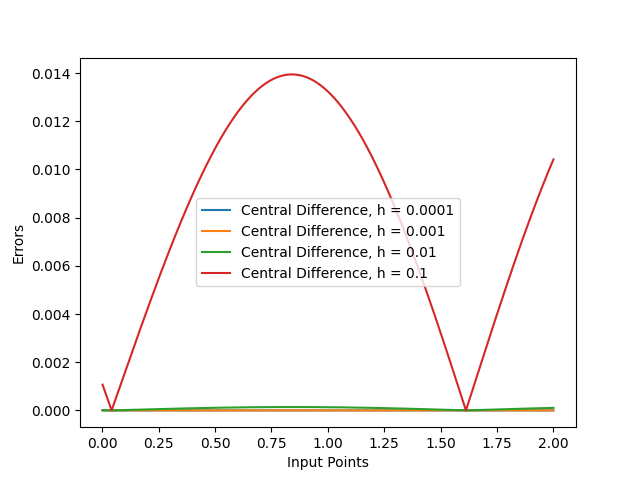 0.014
0.012
0.010
0.008
0.006
0.004
0.002
0.000
Errors
Central Difference, h = 0.0001
Central Difference, h = 0.001
Central Difference, h = 0.01
Central Difference, h = 0.1
0.00 0.25 0.50 0.75 1.00 1.25 1.50 1.75 2.00
Input Points